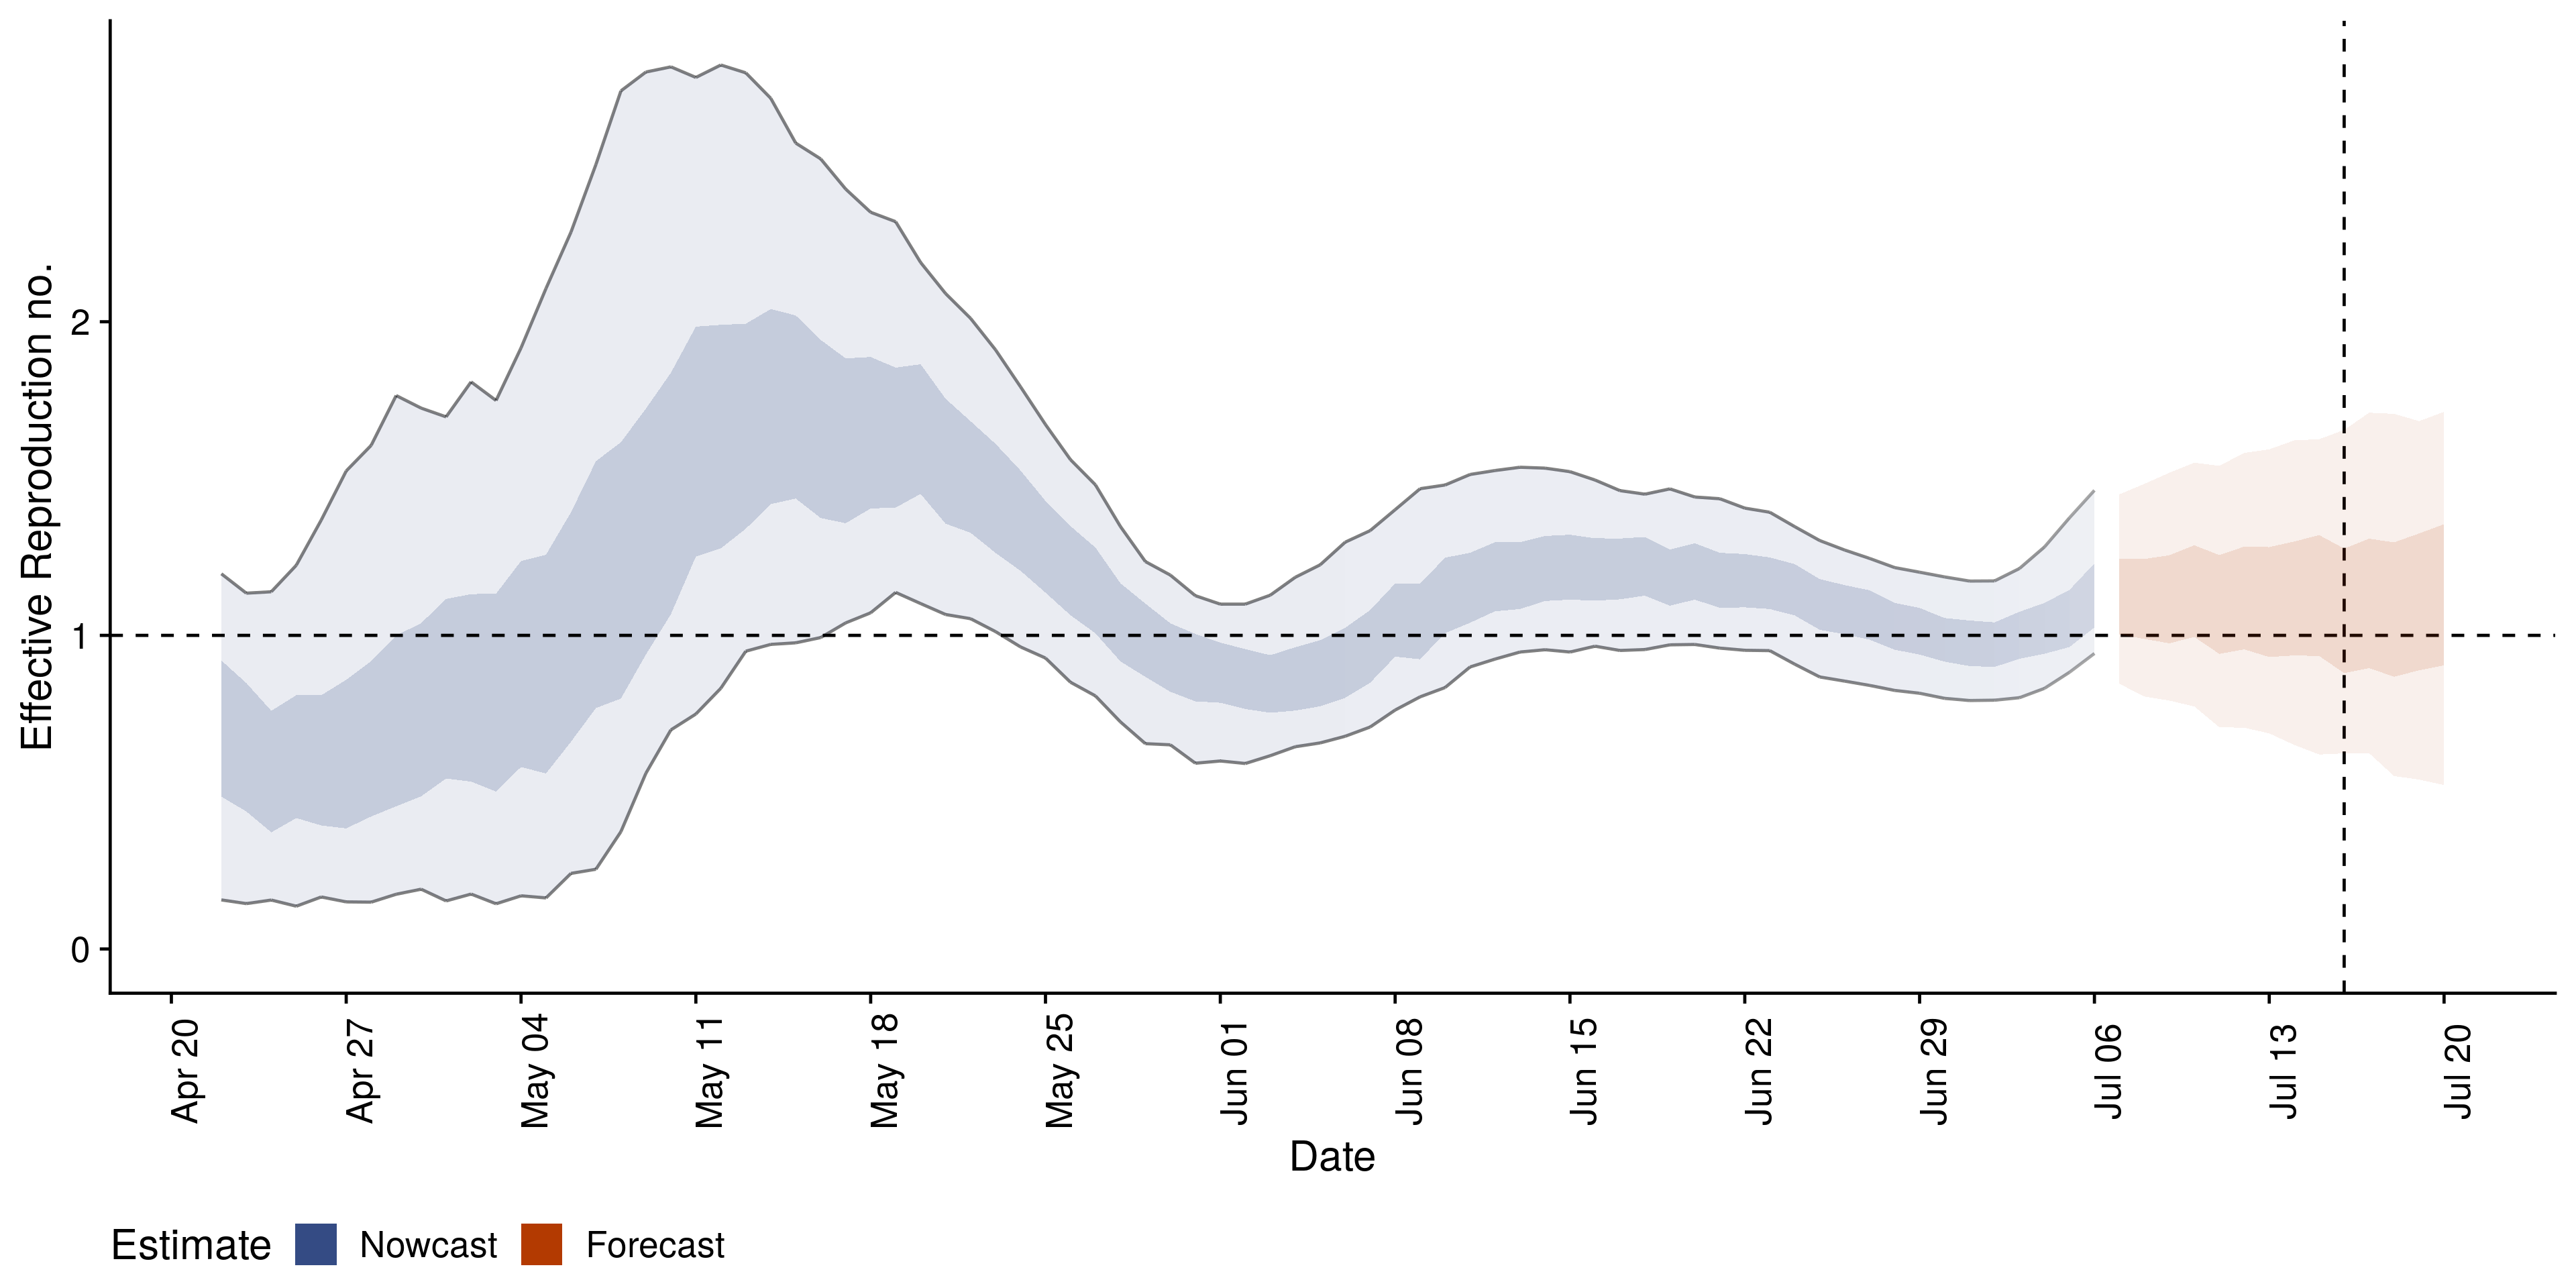 Effective Reproduction no.
2
1
0
Apr 20
Apr 27
May 04
May 11
May 18
May 25
Jun 01
Jun 08
Jun 15
Jun 22
Jun 29
Jul 06
Jul 13
Jul 20
Date
Estimate Nowcast Forecast